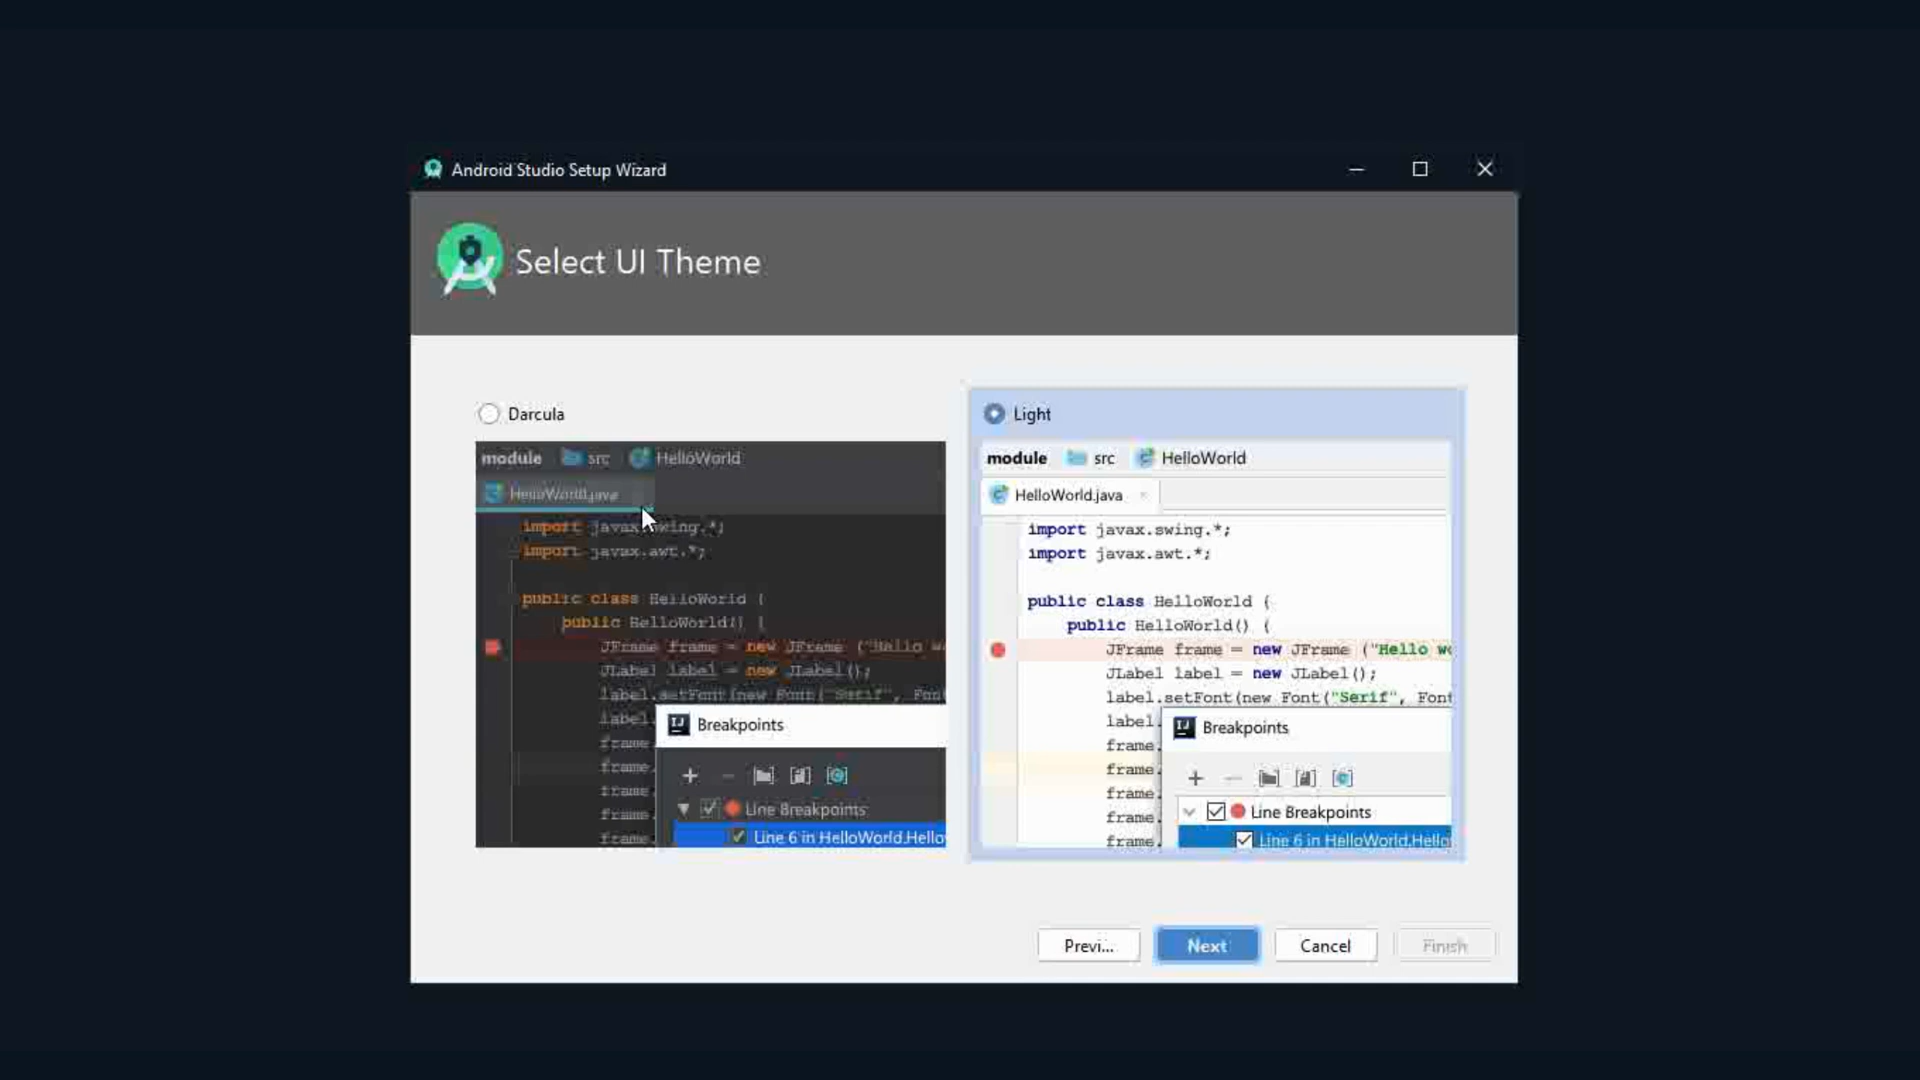 Android Studio Setup Wizard
Select UI Theme
Darcula
module src HelloWorld
HelloWorld.java
import javax.swing.*;
import javax.awt.*;
public class HelloWorld {
public HelloWorld() {
JFrame frame = new JFrame ("Hello w
JLabel label = new JLabel();
label.setFont(new Font("Serif", Font
label.
frame.
frame.
frame.
frame.
frame.
Breakpoints
Line Breakpoints
Line 6 in HelloWorld.Hello
Light
module src HelloWorld
HelloWorld.java
import javax.swing.*;
import javax.awt.*;
public class HelloWorld {
public HelloWorld() {
JFrame frame = new JFrame ("Hello wo
JLabel label = new JLabel();
label.setFont(new Font("Serif", Font
label.
frame.
frame.
frame.
frame.
frame.
Breakpoints
Line Breakpoints
Line 6 in HelloWorld.Hello
Previ...
Next
Cancel
Finish